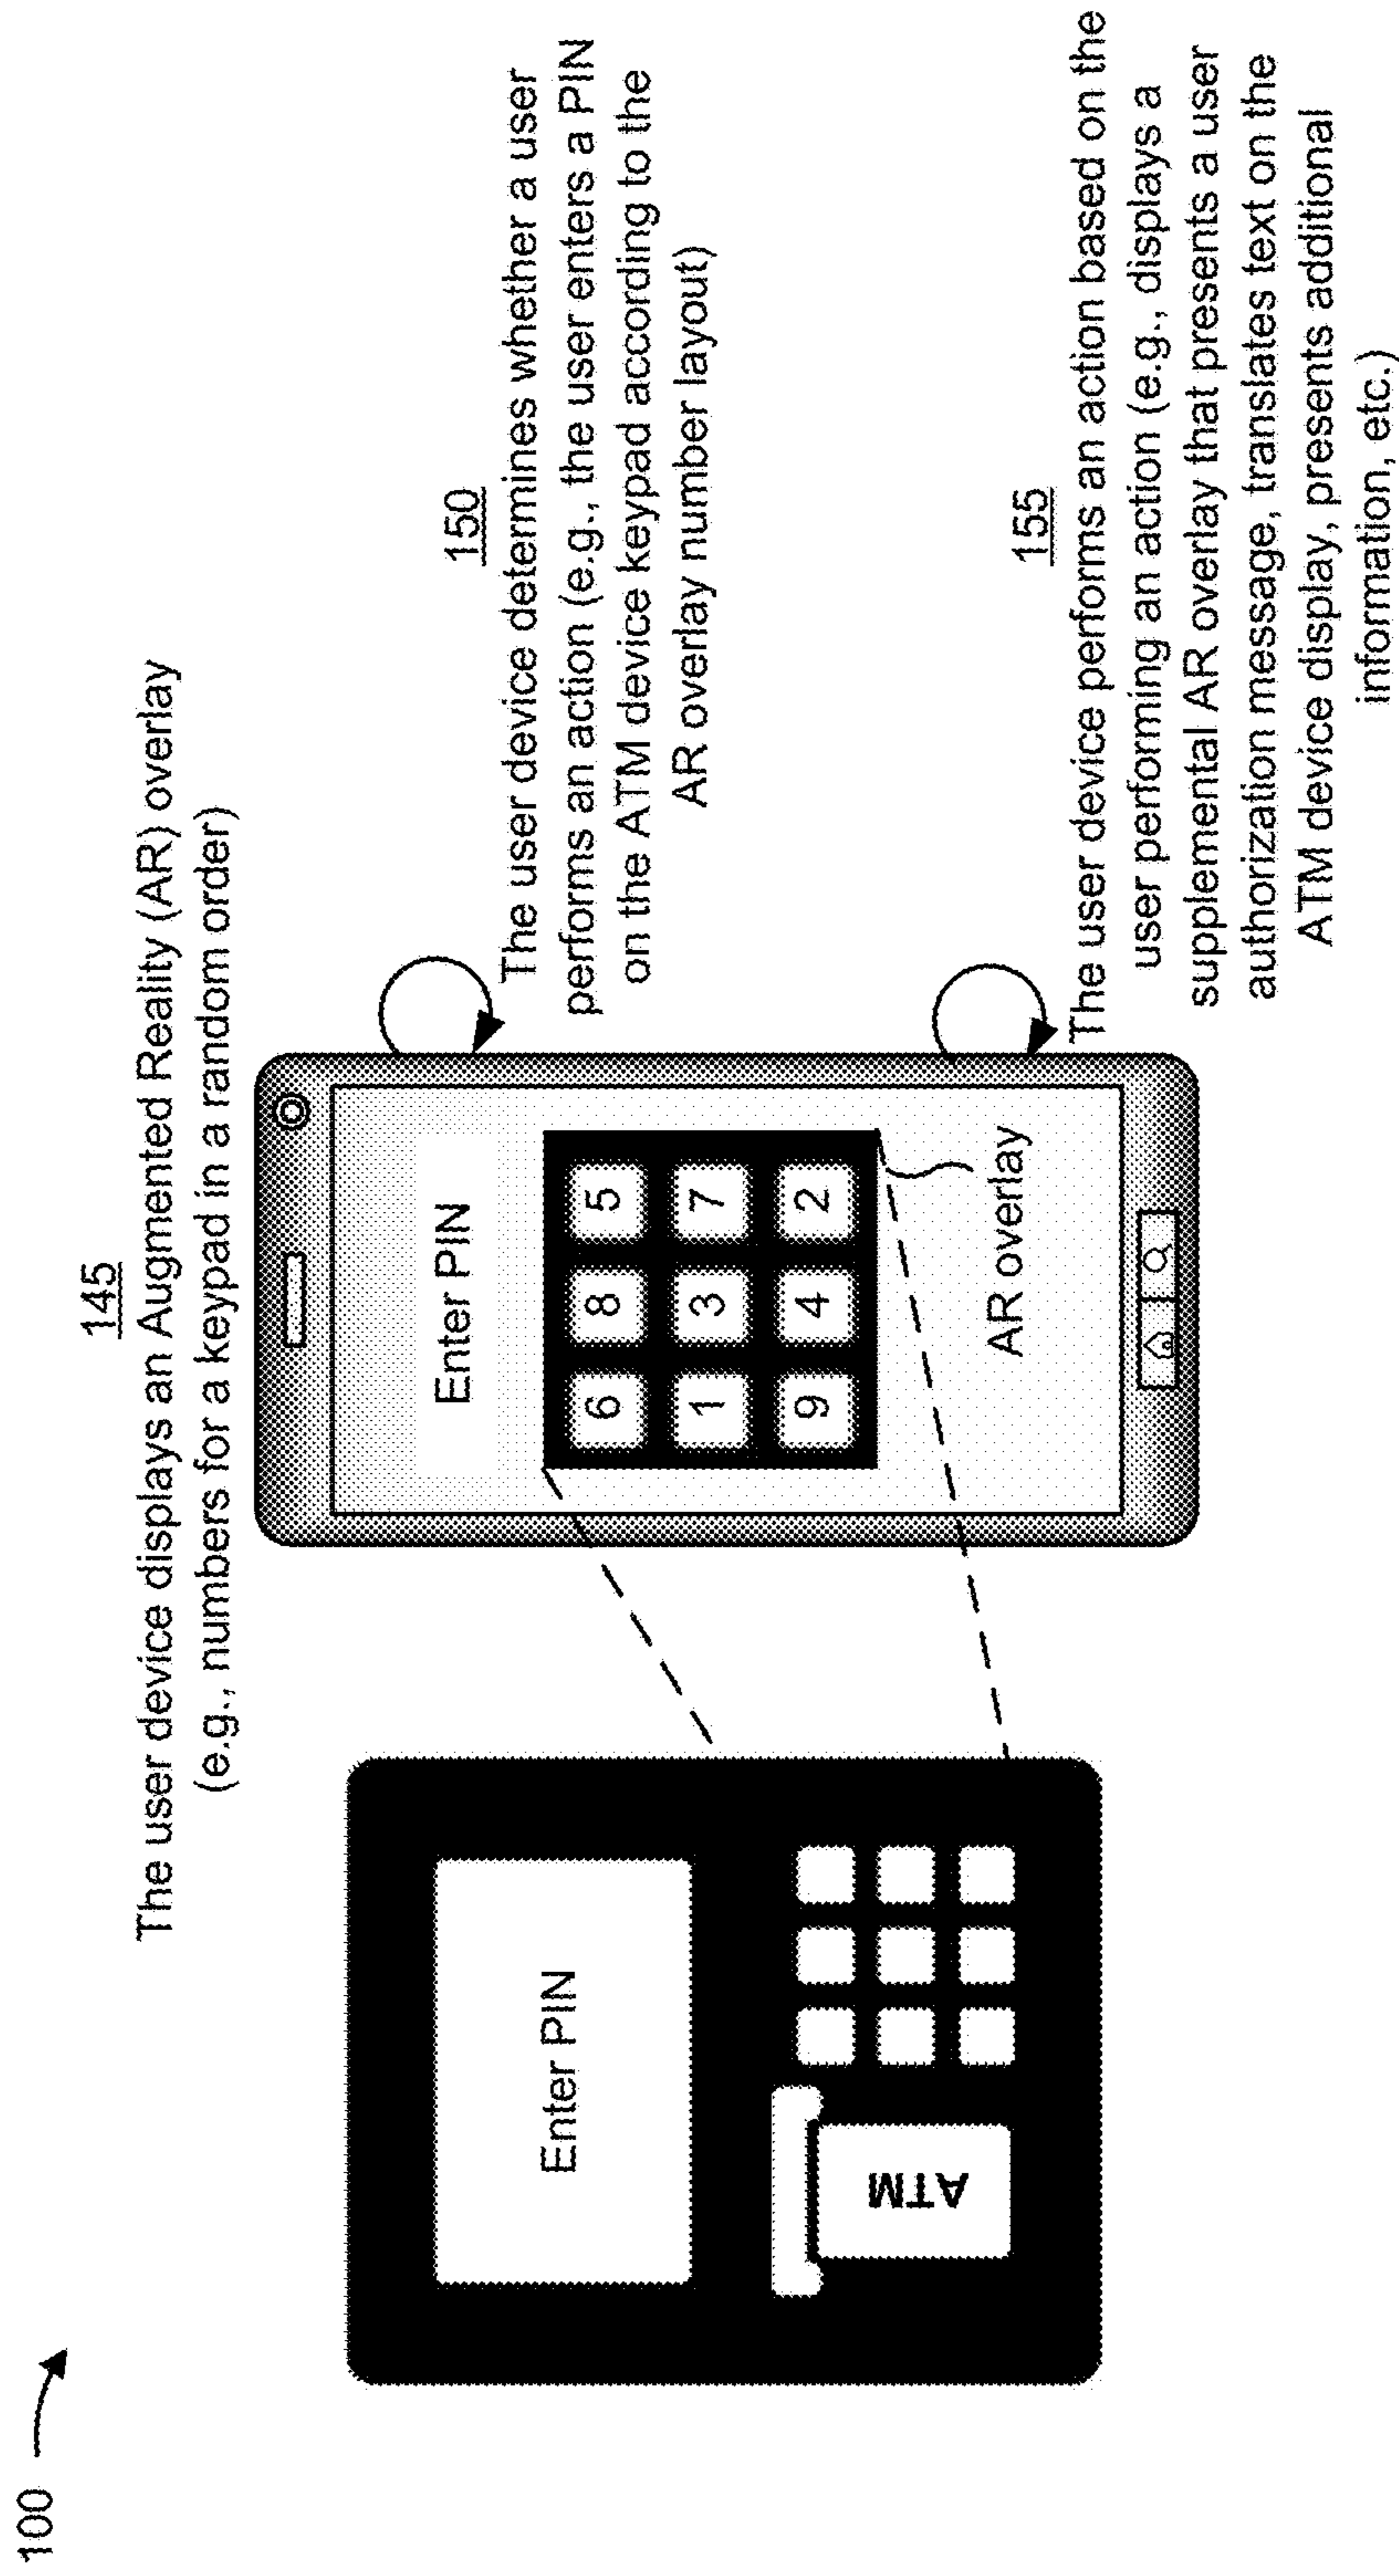 100
145
The user device displays an Augmented Reality (AR) overlay
(e.g., numbers for a keypad in a random order)
Enter PIN
ATM
Enter PIN
6 8 5
1 3 7
9 4 2
AR overlay
150
The user device determines whether a user
performs an action (e.g., the user enters a PIN
on the ATM device keypad according to the
AR overlay number layout)
155
The user device performs an action based on the
user performing an action (e.g., displays a
supplemental AR overlay that presents a user
authorization message, translates text on the
ATM device display, presents additional
information, etc.)